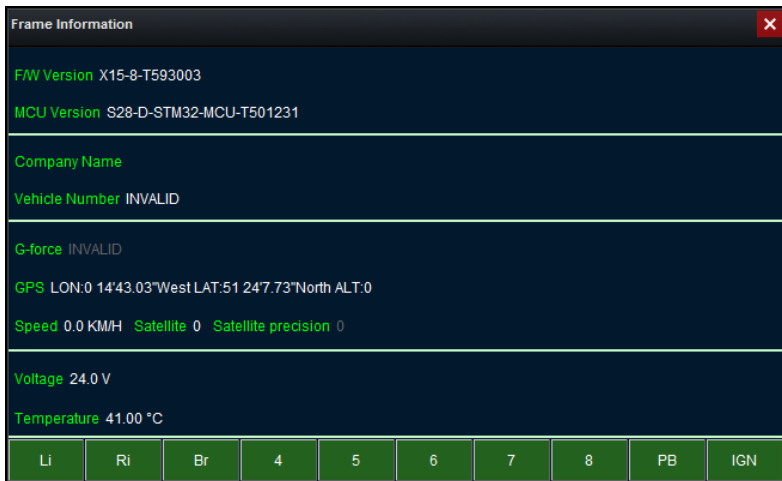 Frame Information
F/W Version X15-8-T593003
MCU Version S28-D-STM32-MCU-T501231
Company Name
Vehicle Number INVALID
G-force INVALID
GPS LON:0 14'43.03"West LAT:51 24'7.73"North ALT:0
Speed 0.0 KM/H Satellite 0 Satellite precision 0
Voltage 24.0 V
Temperature 41.00 °C
Li Ri Br 4 5 6 7 8 PB IGN